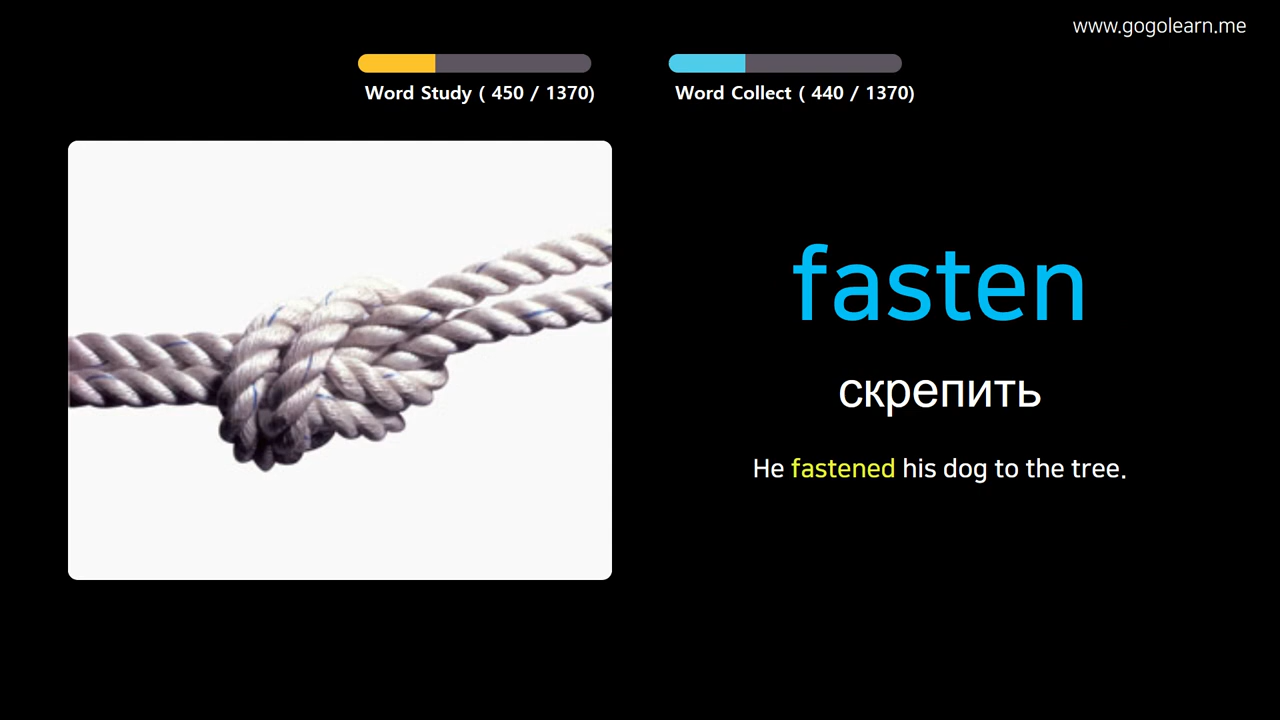 www.gogolearn.me
Word Study ( 450 / 1370)
Word Collect ( 440 / 1370)
fasten
скрепить
He fastened his dog to the tree.